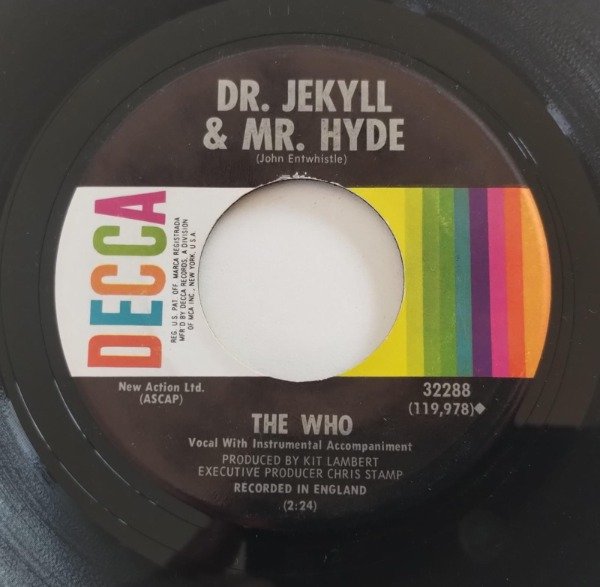 DR. JEKYLL
& MR. HYDE
(John Entwhistle)
DECCA
REG. U.S. PAT. OFF. MARCA REGISTRADA
MF'R'D BY DECCA RECORDS, A DIVISION
OF MCA INC., NEW YORK, U.S.A.
New Action Ltd.
(ASCAP)
32288
(119,978)◆
THE WHO
Vocal With Instrumental Accompaniment
PRODUCED BY KIT LAMBERT
EXECUTIVE PRODUCER CHRIS STAMP
RECORDED IN ENGLAND
(2:24)